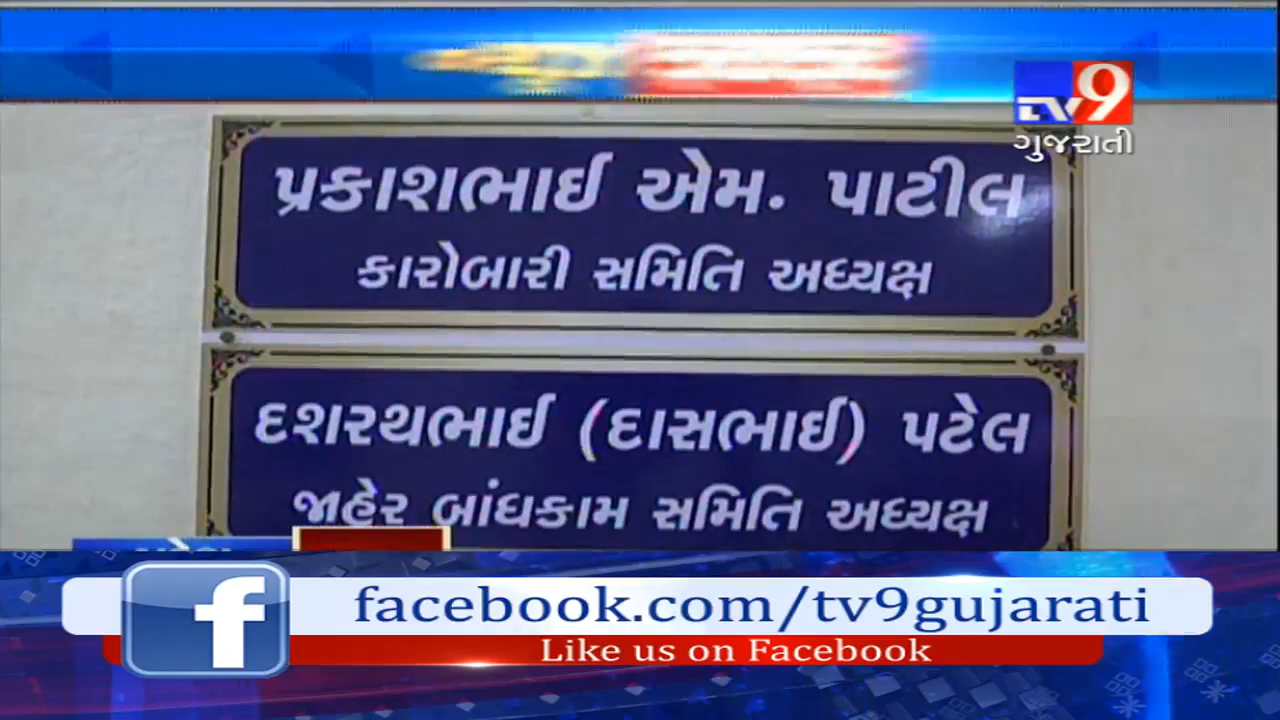 TV9
ગુજરાતી
પ્રકાશભાઈ એમ. પાટીલ
કારોબારી સમિતિ અધ્યક્ષ
દશરથભાઈ (દાસભાઈ) પટેલ
જાહેર બાંધકામ સમિતિ અધ્યક્ષ
facebook.com/tv9gujarati
Like us on Facebook